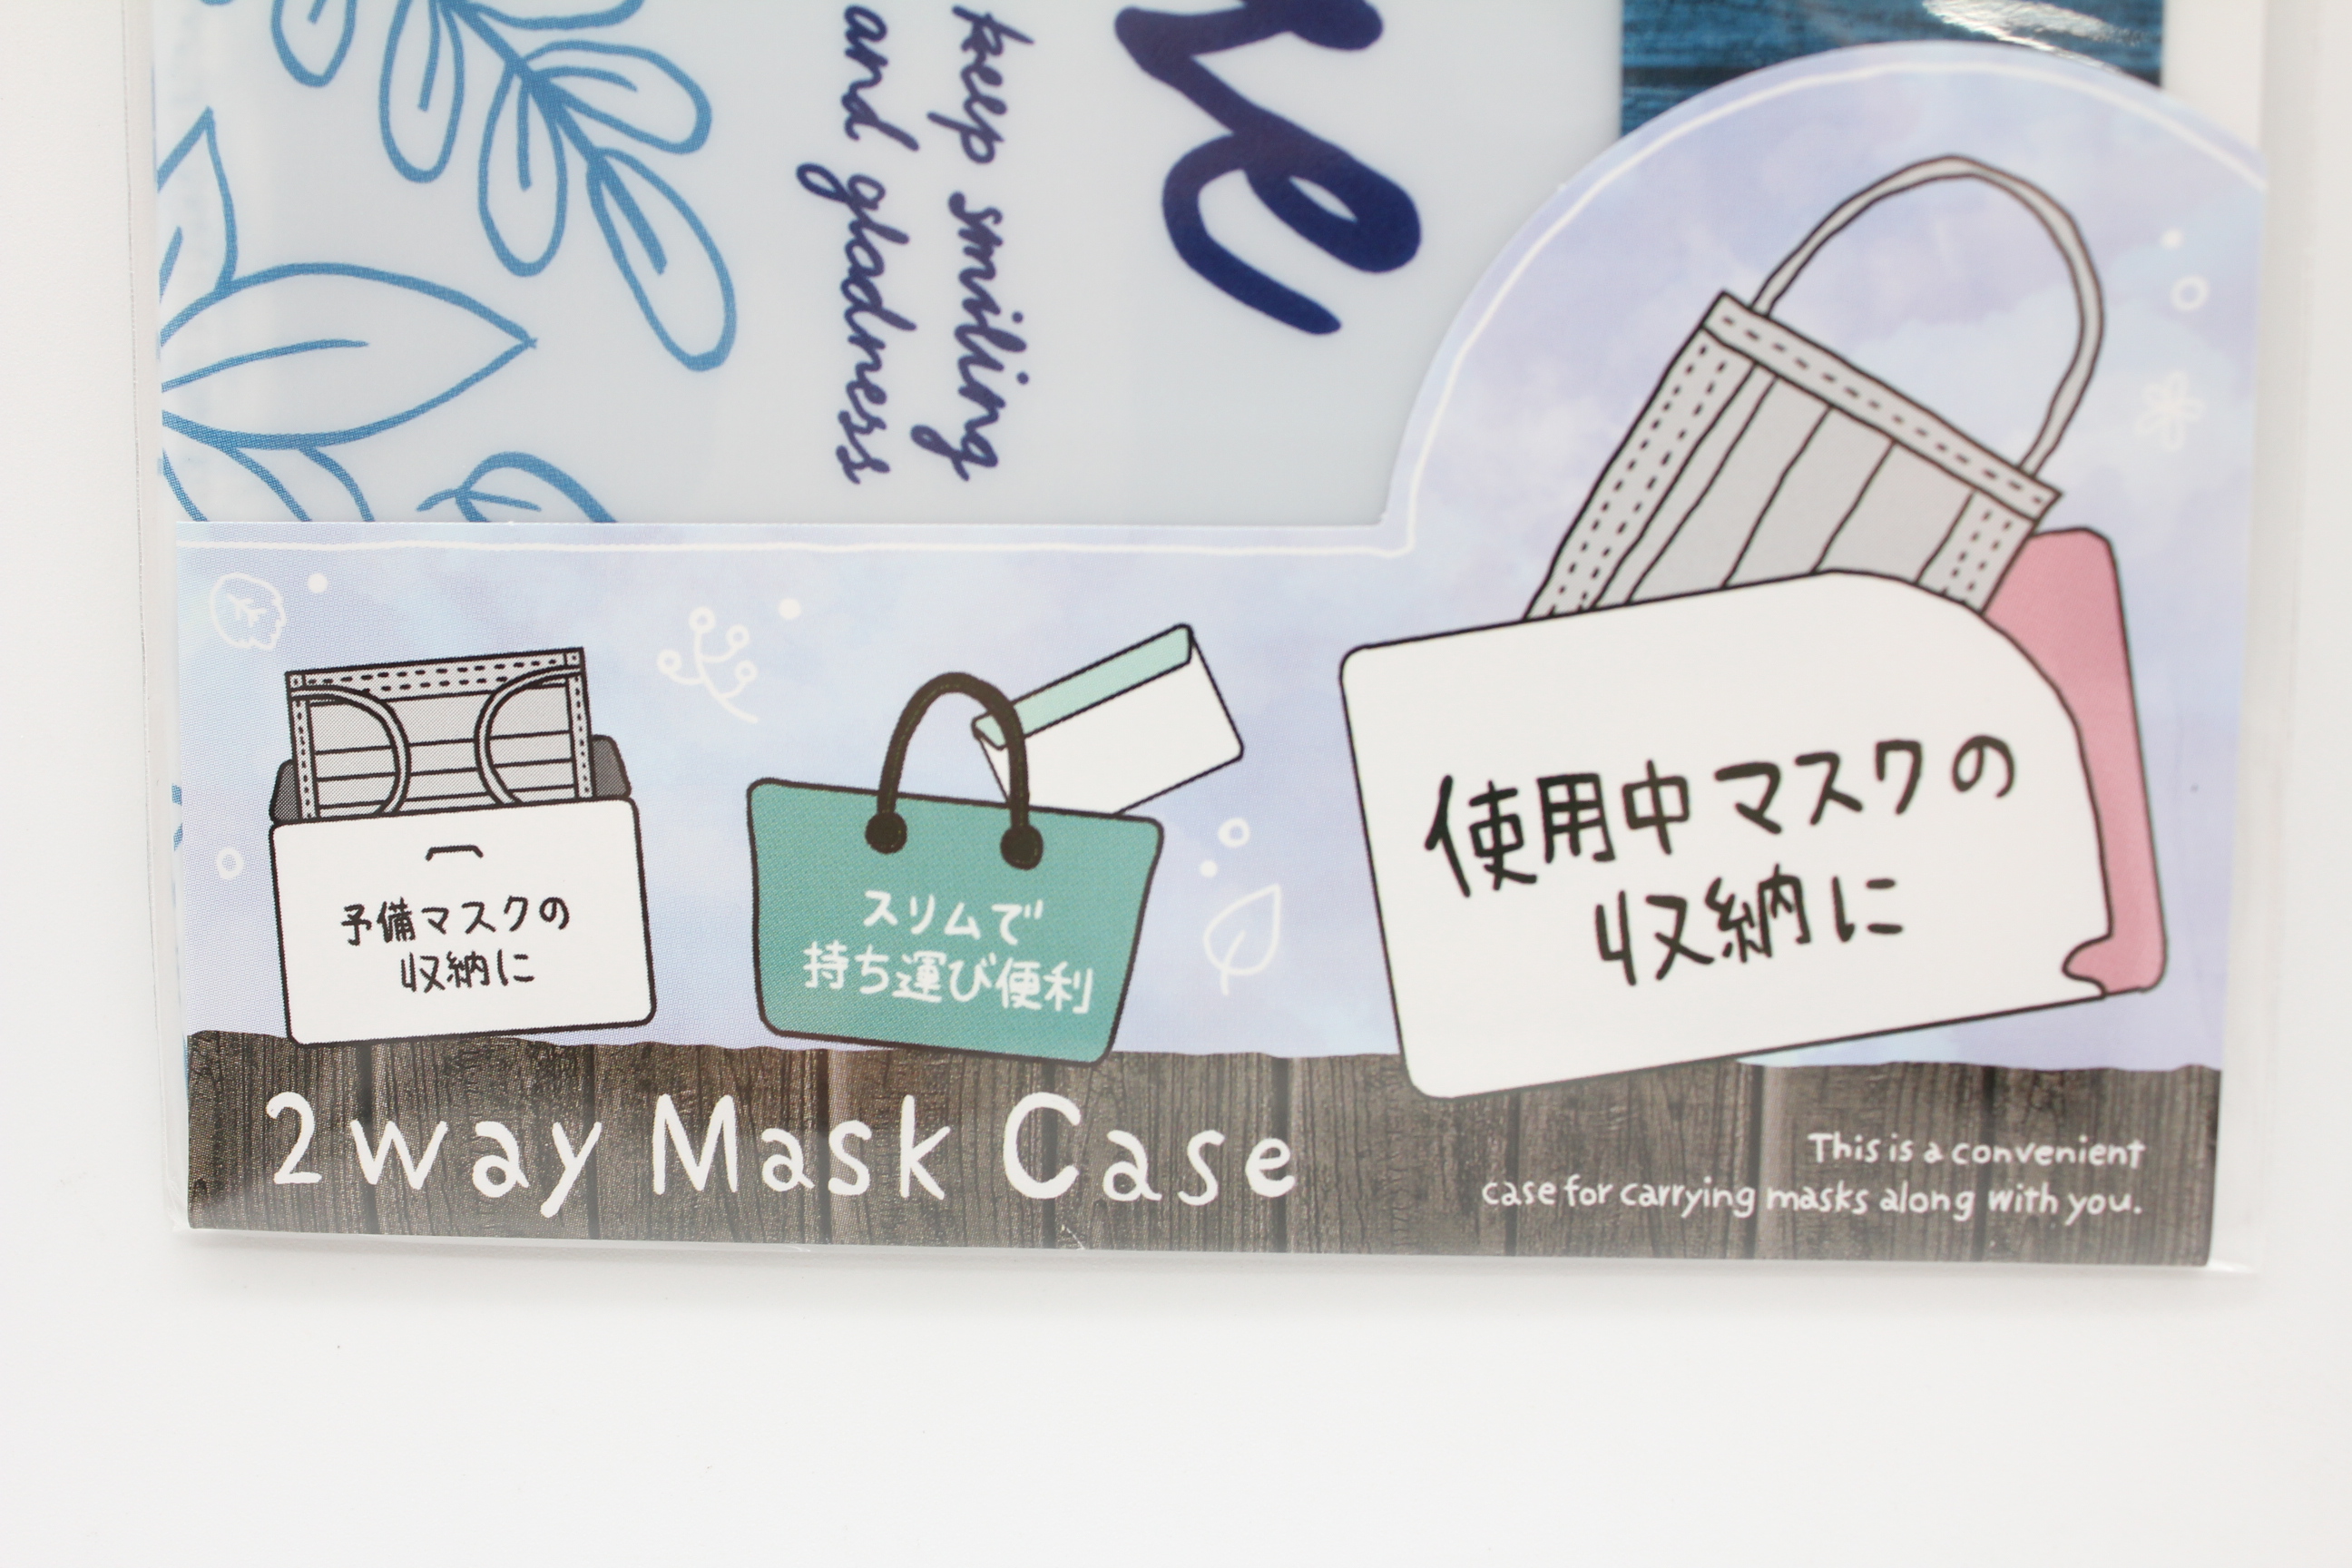 keep smiling
and gladness
使用中マスクの
収納に
予備マスクの
収納に
スリムで
持ち運び便利
2way Mask Case
This is a convenient
case for carrying masks along with you.